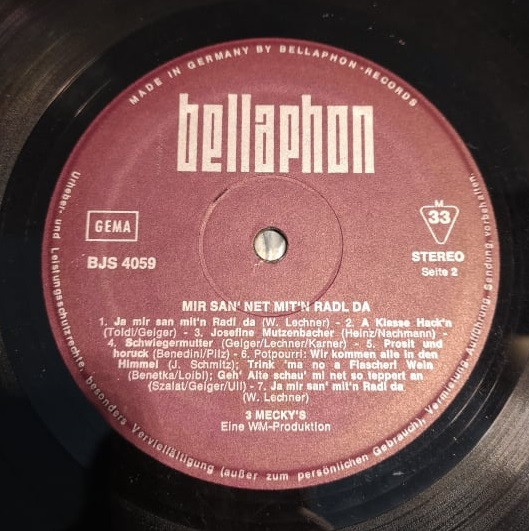 MADE IN GERMANY BY BELLAPHON-RECORDS
bellaphon
GEMA
BJS 4059
M
33
STEREO
Seite 2
MIR SAN' NET MIT'N RADL DA
1. Ja mir san mit'n Radl da (W. Lechner) - 2. A Klasse Hack'n
(Toldi/Geiger) - 3. Josefine Mutzenbacher (Heinz/Nachmann) -
4. Schwiegermutter (Geiger/Lechner/Karner) - 5. Prosit und
horuck (Benedini/Pilz) - 6. Potpourri: Wir kommen alle in den
Himmel (J. Schmitz); Trink 'ma no a Flascherl Wein
(Benetka/Loibl); Geh' Alte schau' mi net so teppert an
(Szalat/Geiger/Ull) - 7. Ja mir san' mit'n Radl da
(W. Lechner)
3 MECKY'S
Eine WM-Produktion
Urheber- und Leistungsschutzrechte, besonders Vervielfältigung (außer zum persönlichen Gebrauch), Vermietung, Aufführung, Sendung, vorbehalten.